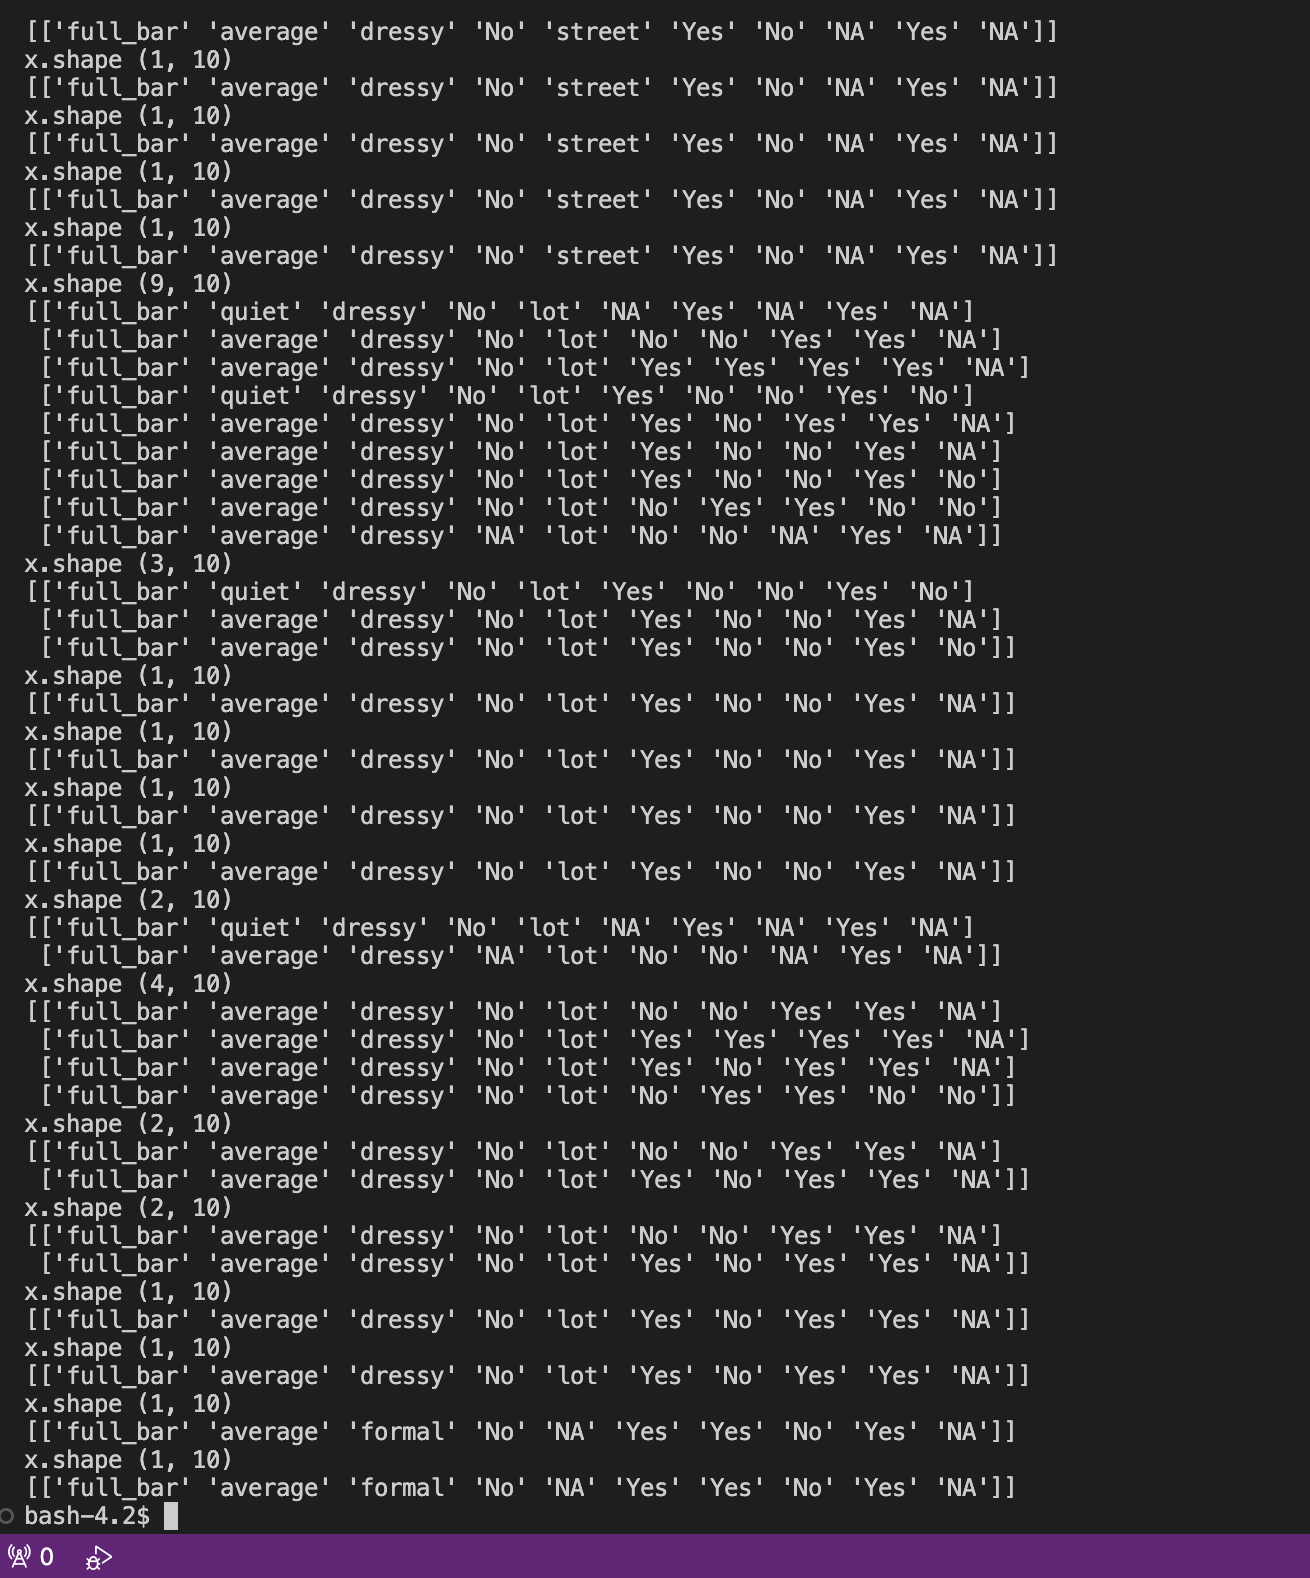 [['full_bar' 'average' 'dressy' 'No' 'street' 'Yes' 'No' 'NA' 'Yes' 'NA']]
x.shape (1, 10)
[['full_bar' 'average' 'dressy' 'No' 'street' 'Yes' 'No' 'NA' 'Yes' 'NA']]
x.shape (1, 10)
[['full_bar' 'average' 'dressy' 'No' 'street' 'Yes' 'No' 'NA' 'Yes' 'NA']]
x.shape (1, 10)
[['full_bar' 'average' 'dressy' 'No' 'street' 'Yes' 'No' 'NA' 'Yes' 'NA']]
x.shape (1, 10)
[['full_bar' 'average' 'dressy' 'No' 'street' 'Yes' 'No' 'NA' 'Yes' 'NA']]
x.shape (9, 10)
[['full_bar' 'quiet' 'dressy' 'No' 'lot' 'NA' 'Yes' 'NA' 'Yes' 'NA']
 ['full_bar' 'average' 'dressy' 'No' 'lot' 'No' 'No' 'Yes' 'Yes' 'NA']
 ['full_bar' 'average' 'dressy' 'No' 'lot' 'Yes' 'Yes' 'Yes' 'Yes' 'NA']
 ['full_bar' 'quiet' 'dressy' 'No' 'lot' 'Yes' 'No' 'No' 'Yes' 'No']
 ['full_bar' 'average' 'dressy' 'No' 'lot' 'Yes' 'No' 'Yes' 'Yes' 'NA']
 ['full_bar' 'average' 'dressy' 'No' 'lot' 'Yes' 'No' 'No' 'Yes' 'NA']
 ['full_bar' 'average' 'dressy' 'No' 'lot' 'Yes' 'No' 'No' 'Yes' 'No']
 ['full_bar' 'average' 'dressy' 'No' 'lot' 'No' 'Yes' 'Yes' 'No' 'No']
 ['full_bar' 'average' 'dressy' 'NA' 'lot' 'No' 'No' 'NA' 'Yes' 'NA']]
x.shape (3, 10)
[['full_bar' 'quiet' 'dressy' 'No' 'lot' 'Yes' 'No' 'No' 'Yes' 'No']
 ['full_bar' 'average' 'dressy' 'No' 'lot' 'Yes' 'No' 'No' 'Yes' 'NA']
 ['full_bar' 'average' 'dressy' 'No' 'lot' 'Yes' 'No' 'No' 'Yes' 'No']]
x.shape (1, 10)
[['full_bar' 'average' 'dressy' 'No' 'lot' 'Yes' 'No' 'No' 'Yes' 'NA']]
x.shape (1, 10)
[['full_bar' 'average' 'dressy' 'No' 'lot' 'Yes' 'No' 'No' 'Yes' 'NA']]
x.shape (1, 10)
[['full_bar' 'average' 'dressy' 'No' 'lot' 'Yes' 'No' 'No' 'Yes' 'NA']]
x.shape (1, 10)
[['full_bar' 'average' 'dressy' 'No' 'lot' 'Yes' 'No' 'No' 'Yes' 'NA']]
x.shape (2, 10)
[['full_bar' 'quiet' 'dressy' 'No' 'lot' 'NA' 'Yes' 'NA' 'Yes' 'NA']
 ['full_bar' 'average' 'dressy' 'NA' 'lot' 'No' 'No' 'NA' 'Yes' 'NA']]
x.shape (4, 10)
[['full_bar' 'average' 'dressy' 'No' 'lot' 'No' 'No' 'Yes' 'Yes' 'NA']
 ['full_bar' 'average' 'dressy' 'No' 'lot' 'Yes' 'Yes' 'Yes' 'Yes' 'NA']
 ['full_bar' 'average' 'dressy' 'No' 'lot' 'Yes' 'No' 'Yes' 'Yes' 'NA']
 ['full_bar' 'average' 'dressy' 'No' 'lot' 'No' 'Yes' 'Yes' 'No' 'No']]
x.shape (2, 10)
[['full_bar' 'average' 'dressy' 'No' 'lot' 'No' 'No' 'Yes' 'Yes' 'NA']
 ['full_bar' 'average' 'dressy' 'No' 'lot' 'Yes' 'No' 'Yes' 'Yes' 'NA']]
x.shape (2, 10)
[['full_bar' 'average' 'dressy' 'No' 'lot' 'No' 'No' 'Yes' 'Yes' 'NA']
 ['full_bar' 'average' 'dressy' 'No' 'lot' 'Yes' 'No' 'Yes' 'Yes' 'NA']]
x.shape (1, 10)
[['full_bar' 'average' 'dressy' 'No' 'lot' 'Yes' 'No' 'Yes' 'Yes' 'NA']]
x.shape (1, 10)
[['full_bar' 'average' 'dressy' 'No' 'lot' 'Yes' 'No' 'Yes' 'Yes' 'NA']]
x.shape (1, 10)
[['full_bar' 'average' 'formal' 'No' 'NA' 'Yes' 'Yes' 'No' 'Yes' 'NA']]
x.shape (1, 10)
[['full_bar' 'average' 'formal' 'No' 'NA' 'Yes' 'Yes' 'No' 'Yes' 'NA']]
bash-4.2$
0